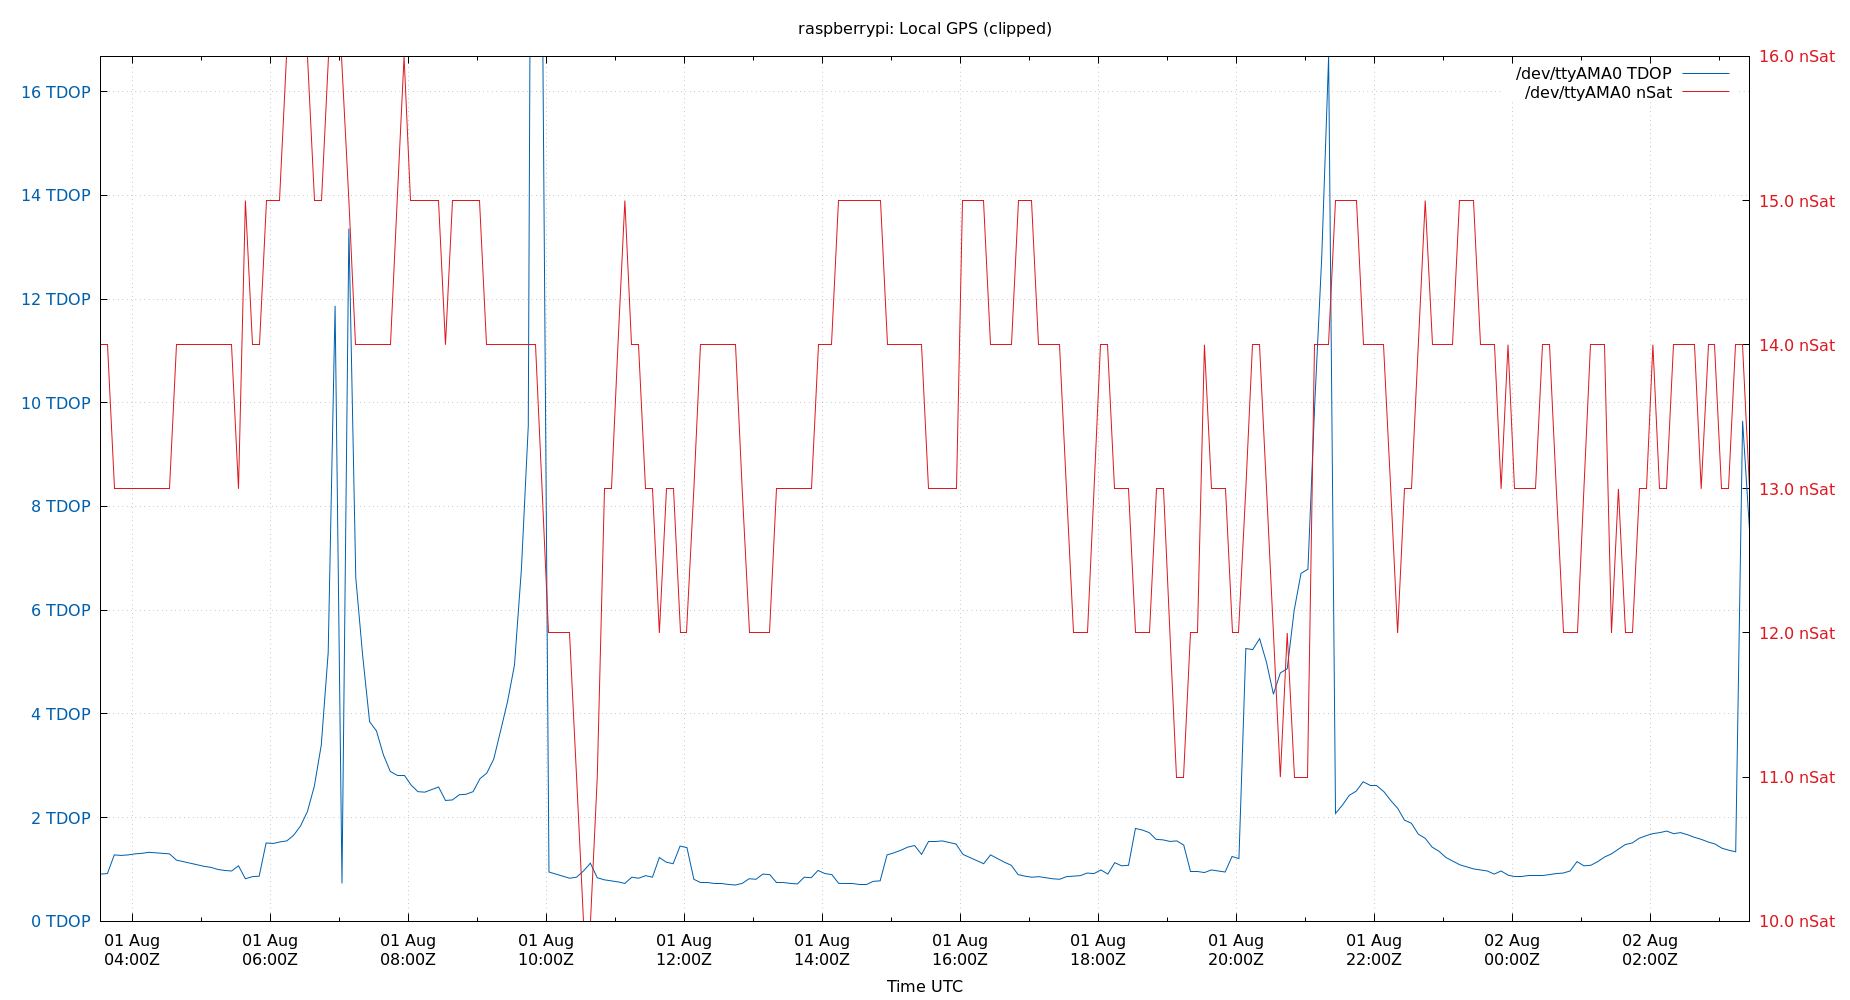 raspberrypi: Local GPS (clipped)
16.0 nSat
/dev/ttyAMA0 TDOP
16 TDOP
/dev/ttyAMA0 nSat
14 TDOP
15.0 nSat
12 TDOP
14.0 nSat
10 TDOP
13.0 nSat
8 TDOP
6 TDOP
12.0 nSat
4 TDOP
11.0 nSat
2 TDOP
0 TDOP
10.0 nSat
01 Aug 01 Aug 01 Aug 01 Aug 01 Aug 01 Aug 01 Aug 01 Aug 01 Aug 01 Aug 02 Aug 02 Aug
04:00Z 06:00Z 08:00Z 10:00Z 12:00Z 14:00Z 16:00Z 18:00Z 20:00Z 22:00Z 00:00Z 02:00Z
Time UTC